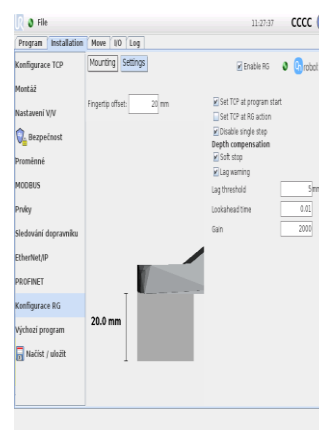 File 11:27:37 CCCC
Program Installation Move I/O Log
Konfigurace TCP
Montáž
Nastavení V/V
Bezpečnost
Proměnné
MODBUS
Prvky
Sledování dopravníku
EtherNet/IP
PROFINET
Konfigurace RG
Výchozí program
Načíst / uložit
Mounting Settings
Enable RG
On robot
Fingertip offset: 20 mm
Set TCP at program start
Set TCP at RG action
Disable single step
Depth compensation
Soft stop
Lag warning
Lag threshold 5mm
Lookahead time 0.01
Gain 2000
20.0 mm